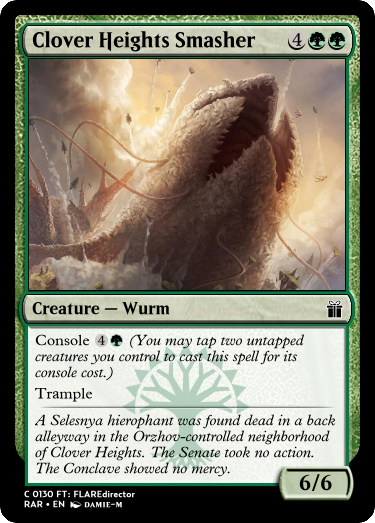 Clover Heights Smasher 4
Creature — Wurm
Console 4 (You may tap two untapped
creatures you control to cast this spell for its
console cost.)
Trample
A Selesnya hierophant was found dead in a back
alleyway in the Orzhov-controlled neighborhood
of Clover Heights. The Senate took no action.
The Conclave showed no mercy.
6/6
C 0130 FT: FLAREdirector
RAR • EN DAMIE-M